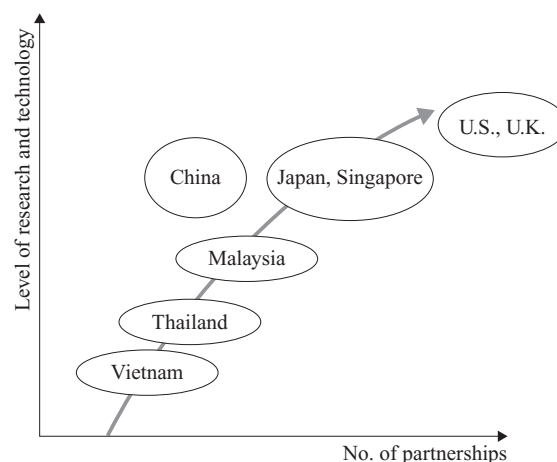 Level of research and technology
U.S., U.K.
China
Japan, Singapore
Malaysia
Thailand
Vietnam
No. of partnerships